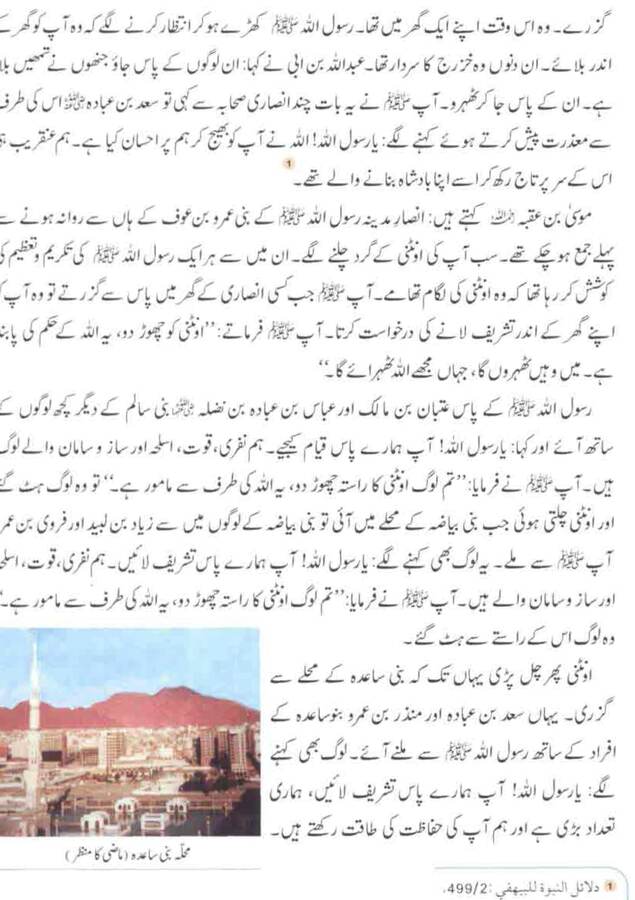 گزرے۔ وہ اس وقت اپنے ایک گھر میں تھا۔ رسول اللہ ﷺ کھڑے ہو کر انتظار کرنے لگے کہ وہ آپ کو گھر کے
اندر بلائے۔ ان دنوں وہ خزرج کا سردار تھا۔ عبداللہ بن ابی نے کہا: ان لوگوں کے پاس جاؤ جنھوں نے تمھیں بلا
ہے۔ ان کے پاس جا کر ٹھہرو۔ آپ ﷺ نے یہ بات چند انصاری صحابہ سے کہی تو سعد بن عبادہ رضی اللہ عنہ اس کی طرف
سے معذرت پیش کرتے ہوئے کہنے لگے: یا رسول اللہ! اللہ نے آپ کو بھیج کر ہم پر احسان کیا ہے۔ ہم عنقریب
اس کے سر پر تاج رکھ کر اسے اپنا بادشاہ بنانے والے تھے۔ 1
موسیٰ بن عقبہ رحمہ اللہ کہتے ہیں: انصارِ مدینہ رسول اللہ ﷺ کے بنی عمرو بن عوف کے ہاں سے روانہ ہونے سے
پہلے جمع ہو چکے تھے۔ سب آپ کی اونٹنی کے گرد چلنے لگے۔ ان میں سے ہر ایک رسول اللہ ﷺ کی تکریم و تعظیم کی
کوشش کر رہا تھا کہ وہ اونٹنی کی لگام تھامے۔ آپ ﷺ جب کسی انصاری کے گھر میں پاس سے گزرتے تو وہ آپ کو
اپنے گھر کے اندر تشریف لانے کی درخواست کرتا۔ آپ ﷺ فرماتے: ’’اونٹنی کو چھوڑ دو، یہ اللہ کے حکم کی پابند
ہے۔ میں وہیں ٹھہروں گا، جہاں مجھے اللہ ٹھہرائے گا۔‘‘
رسول اللہ ﷺ کے پاس عتبان بن مالک اور عباس بن عبادہ بن نضلہ رضی اللہ عنہما بنی سالم کے دیگر کچھ لوگوں کے
ساتھ آئے اور کہا: یا رسول اللہ! آپ ہمارے پاس قیام کیجیے۔ ہم نفری، قوت، اسلحہ اور ساز و سامان والے لوگ
ہیں۔ آپ ﷺ نے فرمایا: ’’تم لوگ اونٹنی کا راستہ چھوڑ دو، یہ اللہ کی طرف سے مامور ہے۔‘‘ تو وہ لوگ ہٹ گئے
اور اونٹنی چلتی ہوئی جب بنی بیاضہ کے محلے میں آئی تو بنی بیاضہ کے لوگوں میں سے زیاد بن لبید اور فروی بن عمرو
آپ ﷺ سے ملے۔ یہ لوگ بھی کہنے لگے: یا رسول اللہ! آپ ہمارے پاس تشریف لائیں۔ ہم نفری، قوت، اسلحہ
اور ساز و سامان والے ہیں۔ آپ ﷺ نے فرمایا: ’’تم لوگ اونٹنی کا راستہ چھوڑ دو، یہ اللہ کی طرف سے مامور ہے۔‘‘
وہ لوگ اس کے راستے سے ہٹ گئے۔
اونٹنی پھر چل پڑی یہاں تک کہ بنی ساعدہ کے محلے سے
گزری۔ یہاں سعد بن عبادہ اور منذر بن عمرو بنو ساعدہ کے
افراد کے ساتھ رسول اللہ ﷺ سے ملنے آئے۔ لوگ بھی کہنے
لگے: یا رسول اللہ! آپ ہمارے پاس تشریف لائیں، ہماری
تعداد بڑی ہے اور ہم آپ کی حفاظت کی طاقت رکھتے ہیں۔
محلہ بنی ساعدہ (ماضی کا منظر)
1 دلائل النبوة للبيهقي: 499/2.